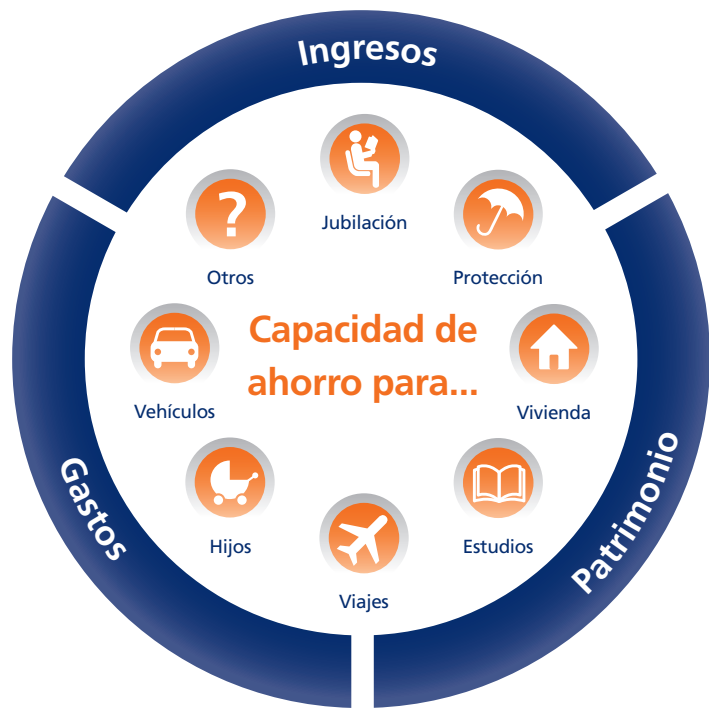 Ingresos
Jubilación
?
Otros
Protección
Capacidad de
ahorro para...
Vehículos
Vivienda
Gastos
Patrimonio
Hijos
Estudios
Viajes